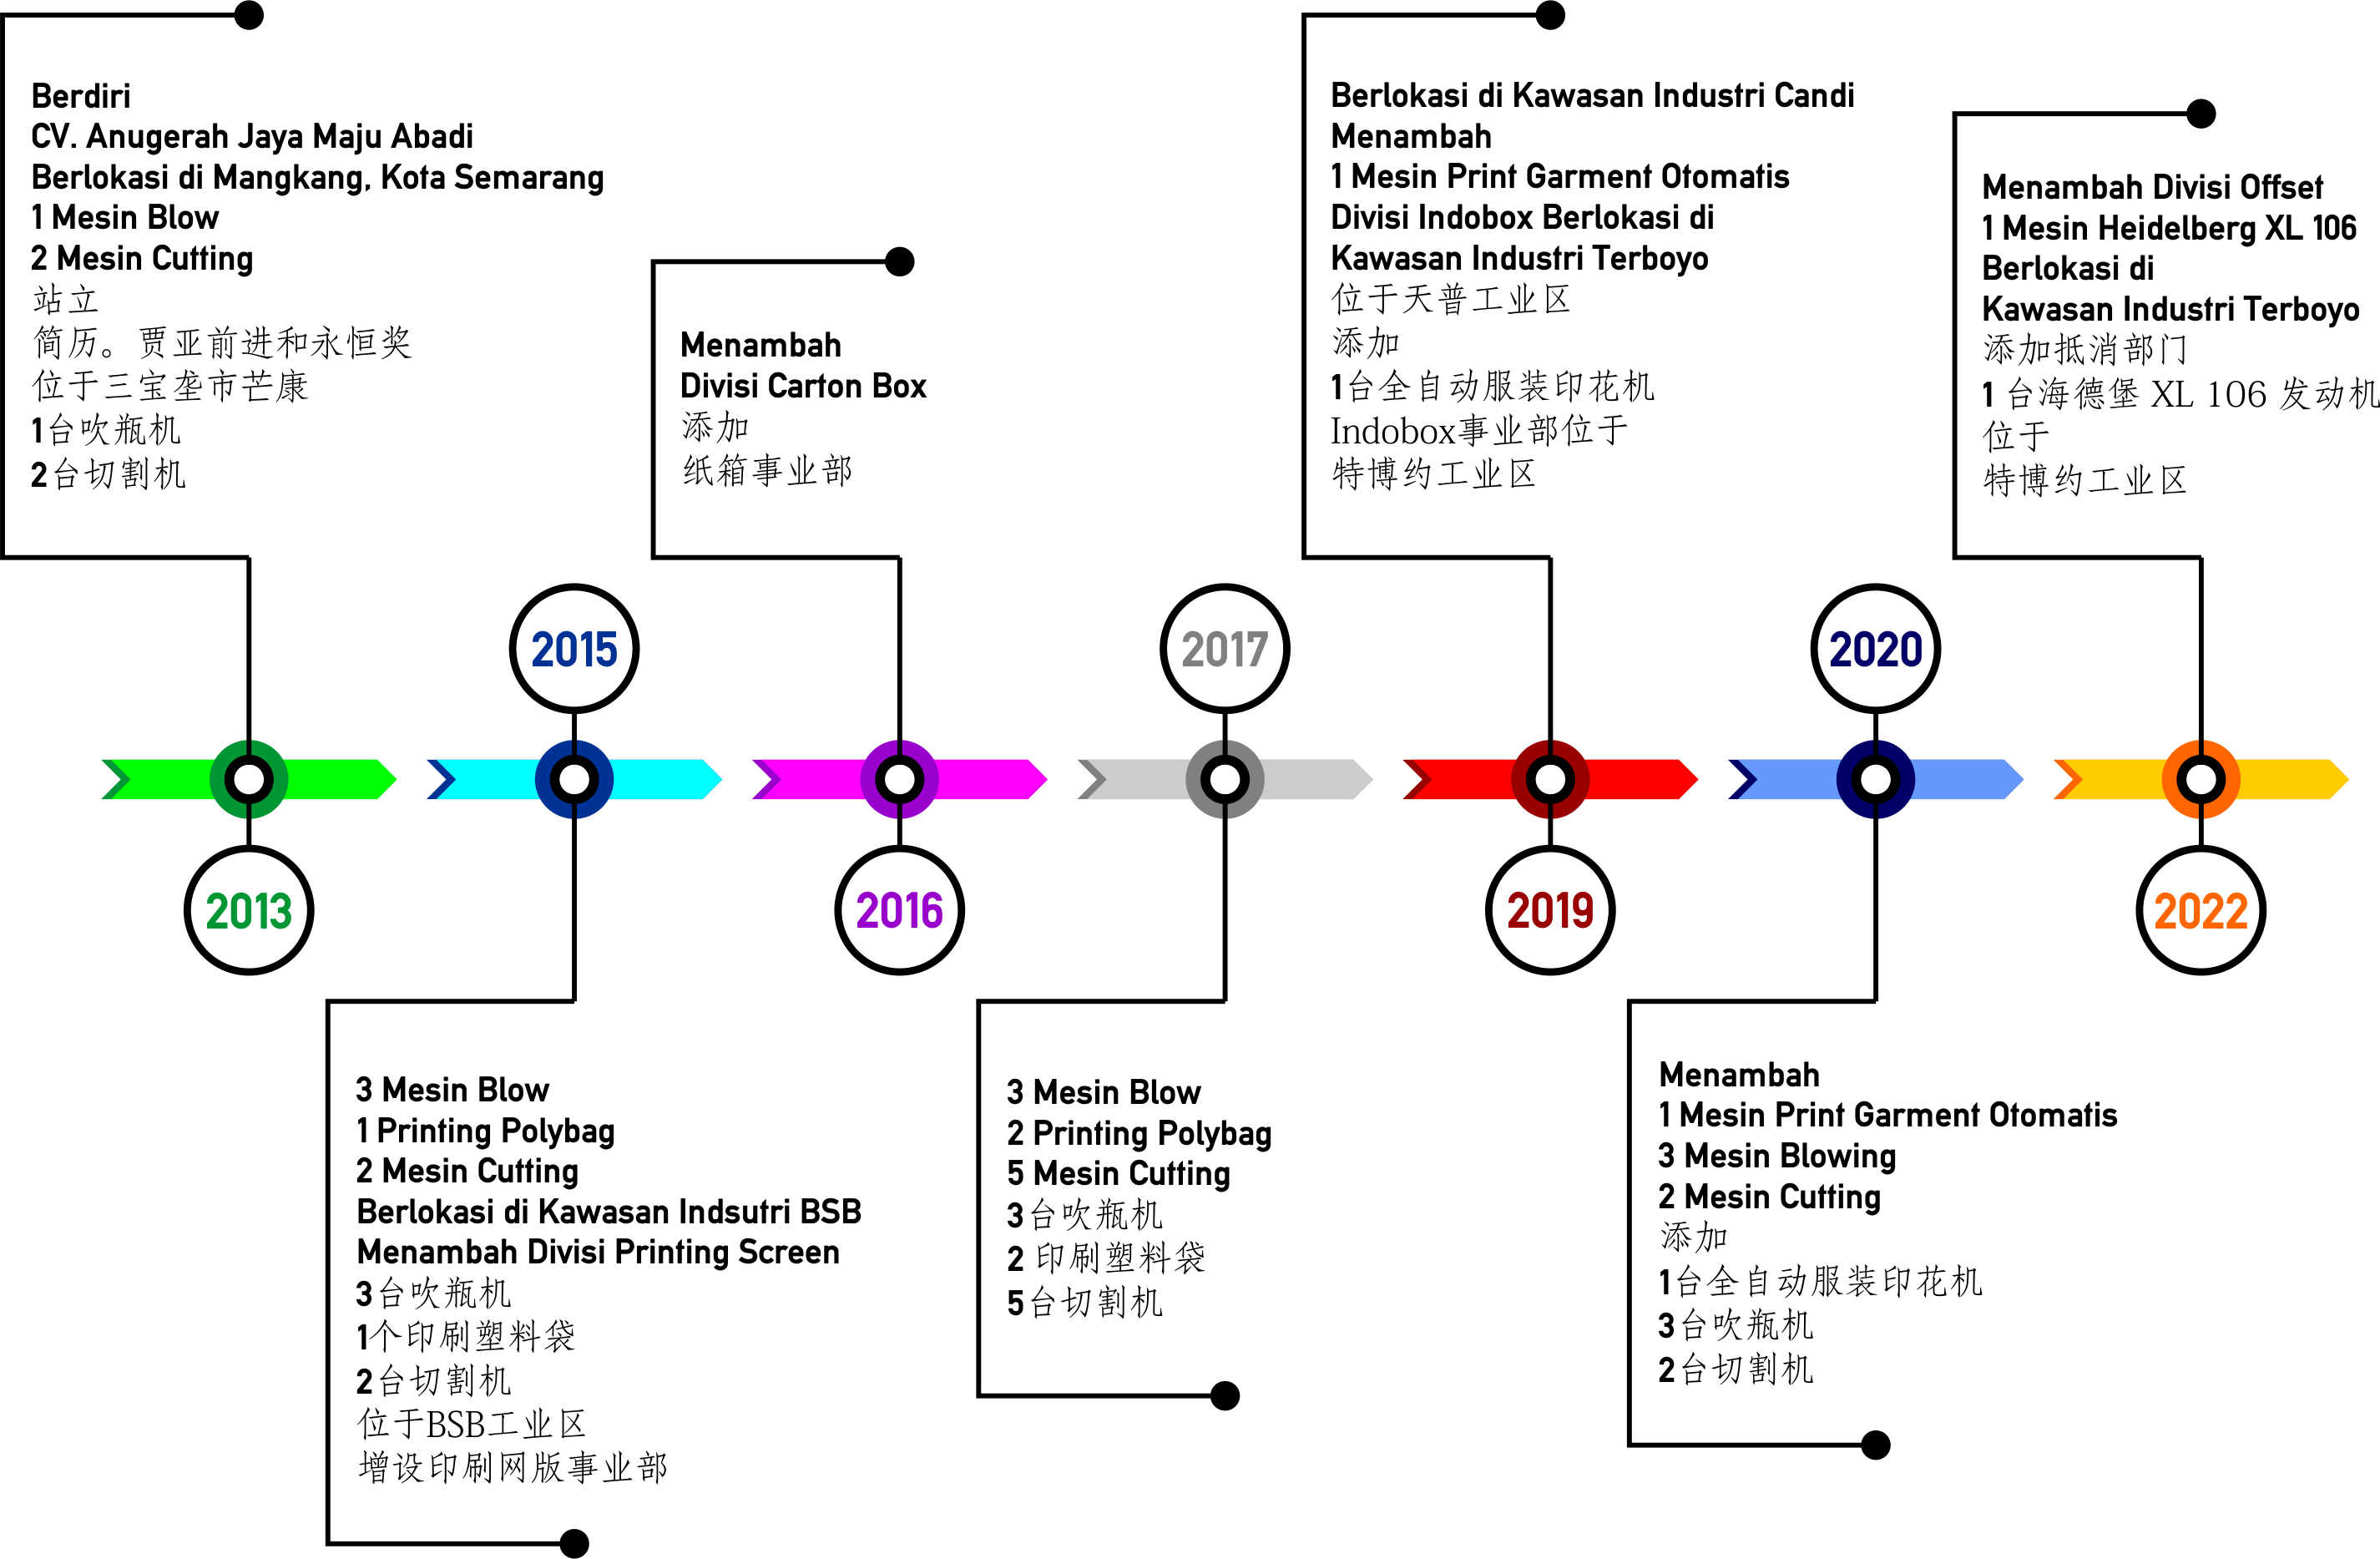 Berdiri
CV. Anugerah Jaya Maju Abadi
Berlokasi di Mangkang, Kota Semarang
1 Mesin Blow
2 Mesin Cutting
站立
简历。贾亚前进和永恒奖
位于三宝垄市芒康
1台吹瓶机
2台切割机
2013
2015
3 Mesin Blow
1 Printing Polybag
2 Mesin Cutting
Berlokasi di Kawasan Indsutri BSB
Menambah Divisi Printing Screen
3台吹瓶机
1个印刷塑料袋
2台切割机
位于BSB工业区
增设印刷网版事业部
Menambah
Divisi Carton Box
添加
纸箱事业部
2016
2017
3 Mesin Blow
2 Printing Polybag
5 Mesin Cutting
3台吹瓶机
2 印刷塑料袋
5台切割机
Berlokasi di Kawasan Industri Candi
Menambah
1 Mesin Print Garment Otomatis
Divisi Indobox Berlokasi di
Kawasan Industri Terboyo
位于天普工业区
添加
1台全自动服装印花机
Indobox事业部位于
特博约工业区
2019
2020
Menambah
1 Mesin Print Garment Otomatis
3 Mesin Blowing
2 Mesin Cutting
添加
1台全自动服装印花机
3台吹瓶机
2台切割机
Menambah Divisi Offset
1 Mesin Heidelberg XL 106
Berlokasi di
Kawasan Industri Terboyo
添加抵消部门
1 台海德堡 XL 106 发动机
位于
特博约工业区
2022